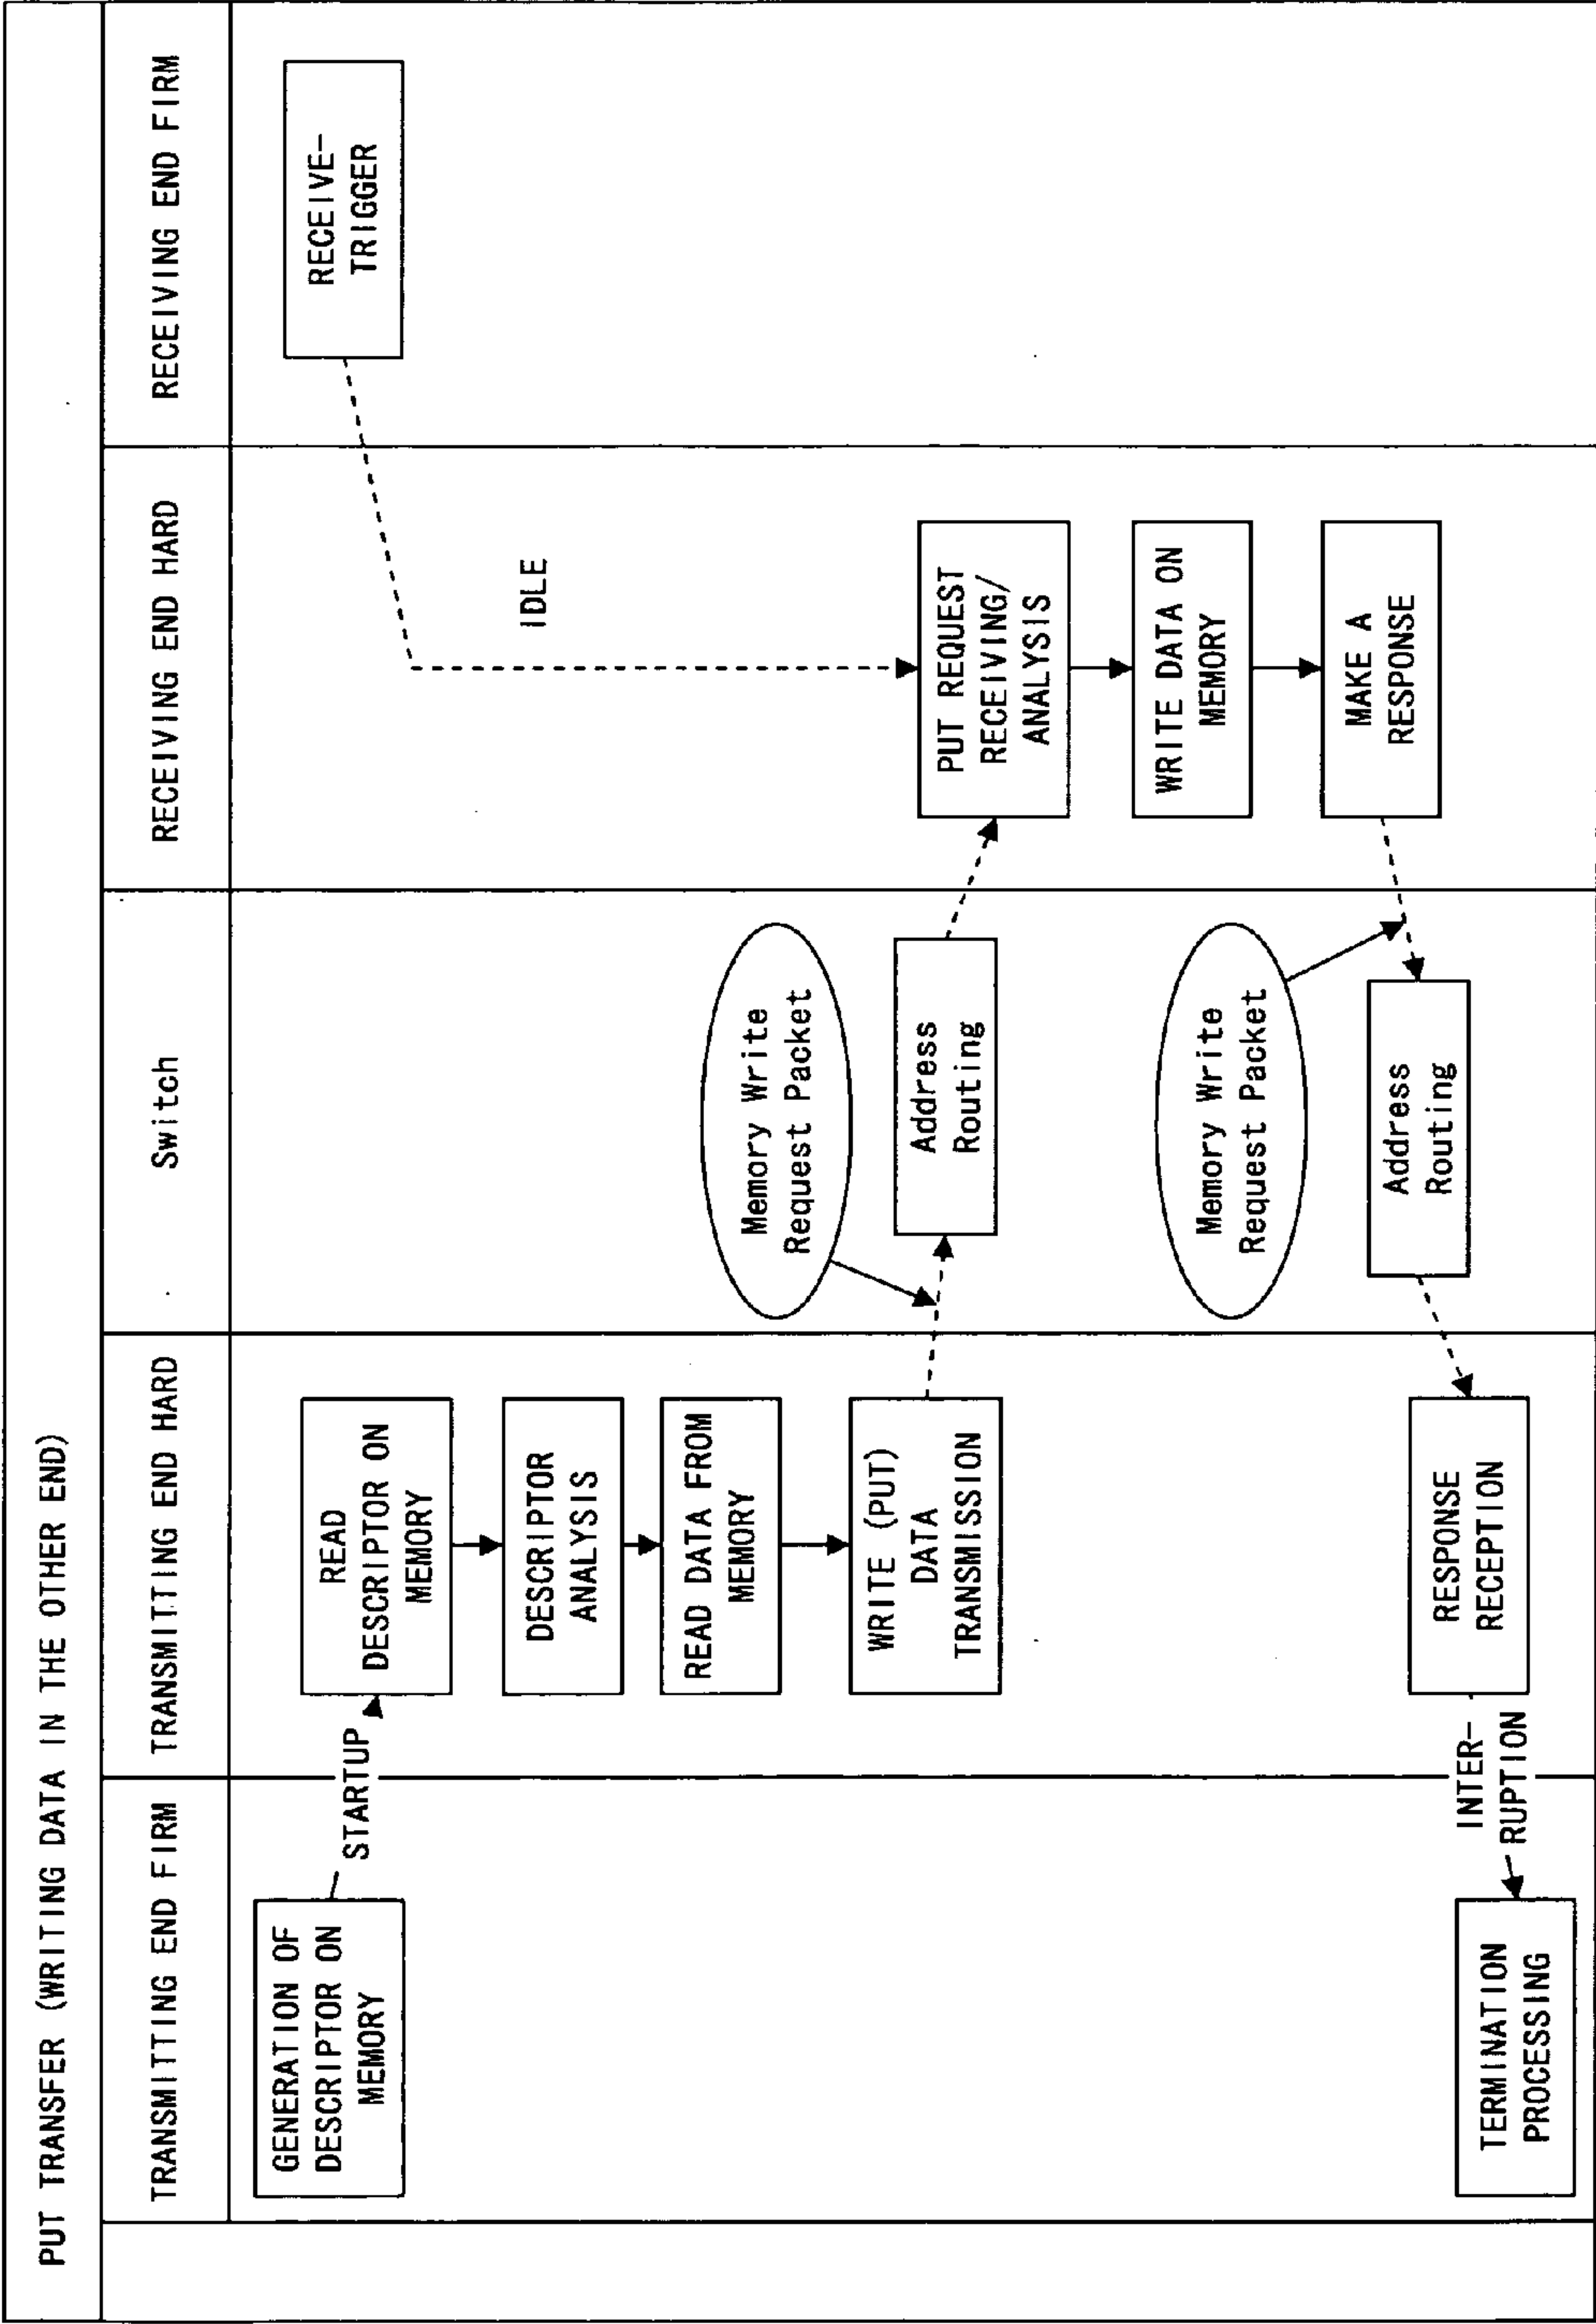 PUT TRANSFER (WRITING DATA IN THE OTHER END)
TRANSMITTING END FIRM
TRANSMITTING END HARD
Switch
RECEIVING END HARD
RECEIVING END FIRM
GENERATION OF
DESCRIPTOR ON
MEMORY
STARTUP
READ
DESCRIPTOR ON
MEMORY
DESCRIPTOR
ANALYSIS
READ DATA FROM
MEMORY
WRITE (PUT)
DATA
TRANSMISSION
Memory Write
Request Packet
Address
Routing
RECEIVE-
TRIGGER
IDLE
PUT REQUEST
RECEIVING/
ANALYSIS
WRITE DATA ON
MEMORY
MAKE A
RESPONSE
Memory Write
Request Packet
Address
Routing
RESPONSE
RECEPTION
INTER-
RUPTION
TERMINATION
PROCESSING